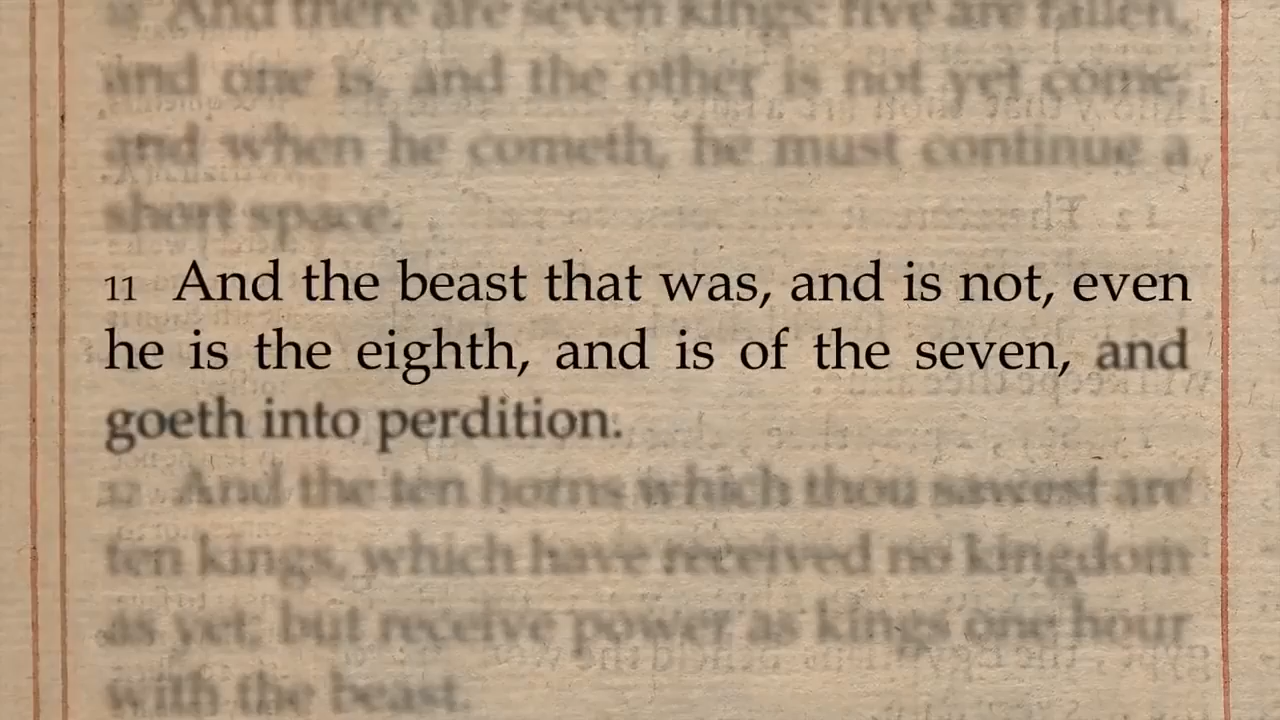 And there are seven kings: five are fallen,
and one is, and the other is not yet come;
and when he cometh, he must continue a
short space.
11 And the beast that was, and is not, even
he is the eighth, and is of the seven, and
goeth into perdition.
12 And the ten horns which thou sawest are
ten kings, which have received no kingdom
as yet; but receive power as kings one hour
with the beast.